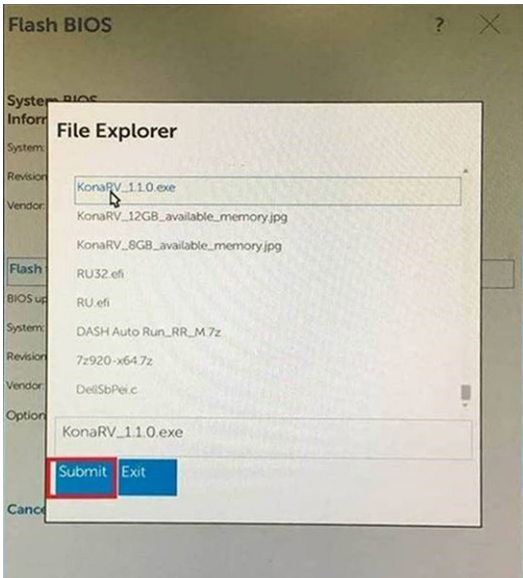 Flash BIOS ?
System BIOS
Infor
System:
Revision
Vendor:
Flash
BIOS up
System:
Revision
Vendor:
Option
Cance
File Explorer
KonaRV_1.1.0.exe
KonaRV_12GB_available_memory.jpg
KonaRV_8GB_available_memory.jpg
RU32.efi
RU.efi
DASH Auto Run_RR_M.7z
7z920-x64.7z
DellSbPei.c
KonaRV_1.1.0.exe
Submit Exit